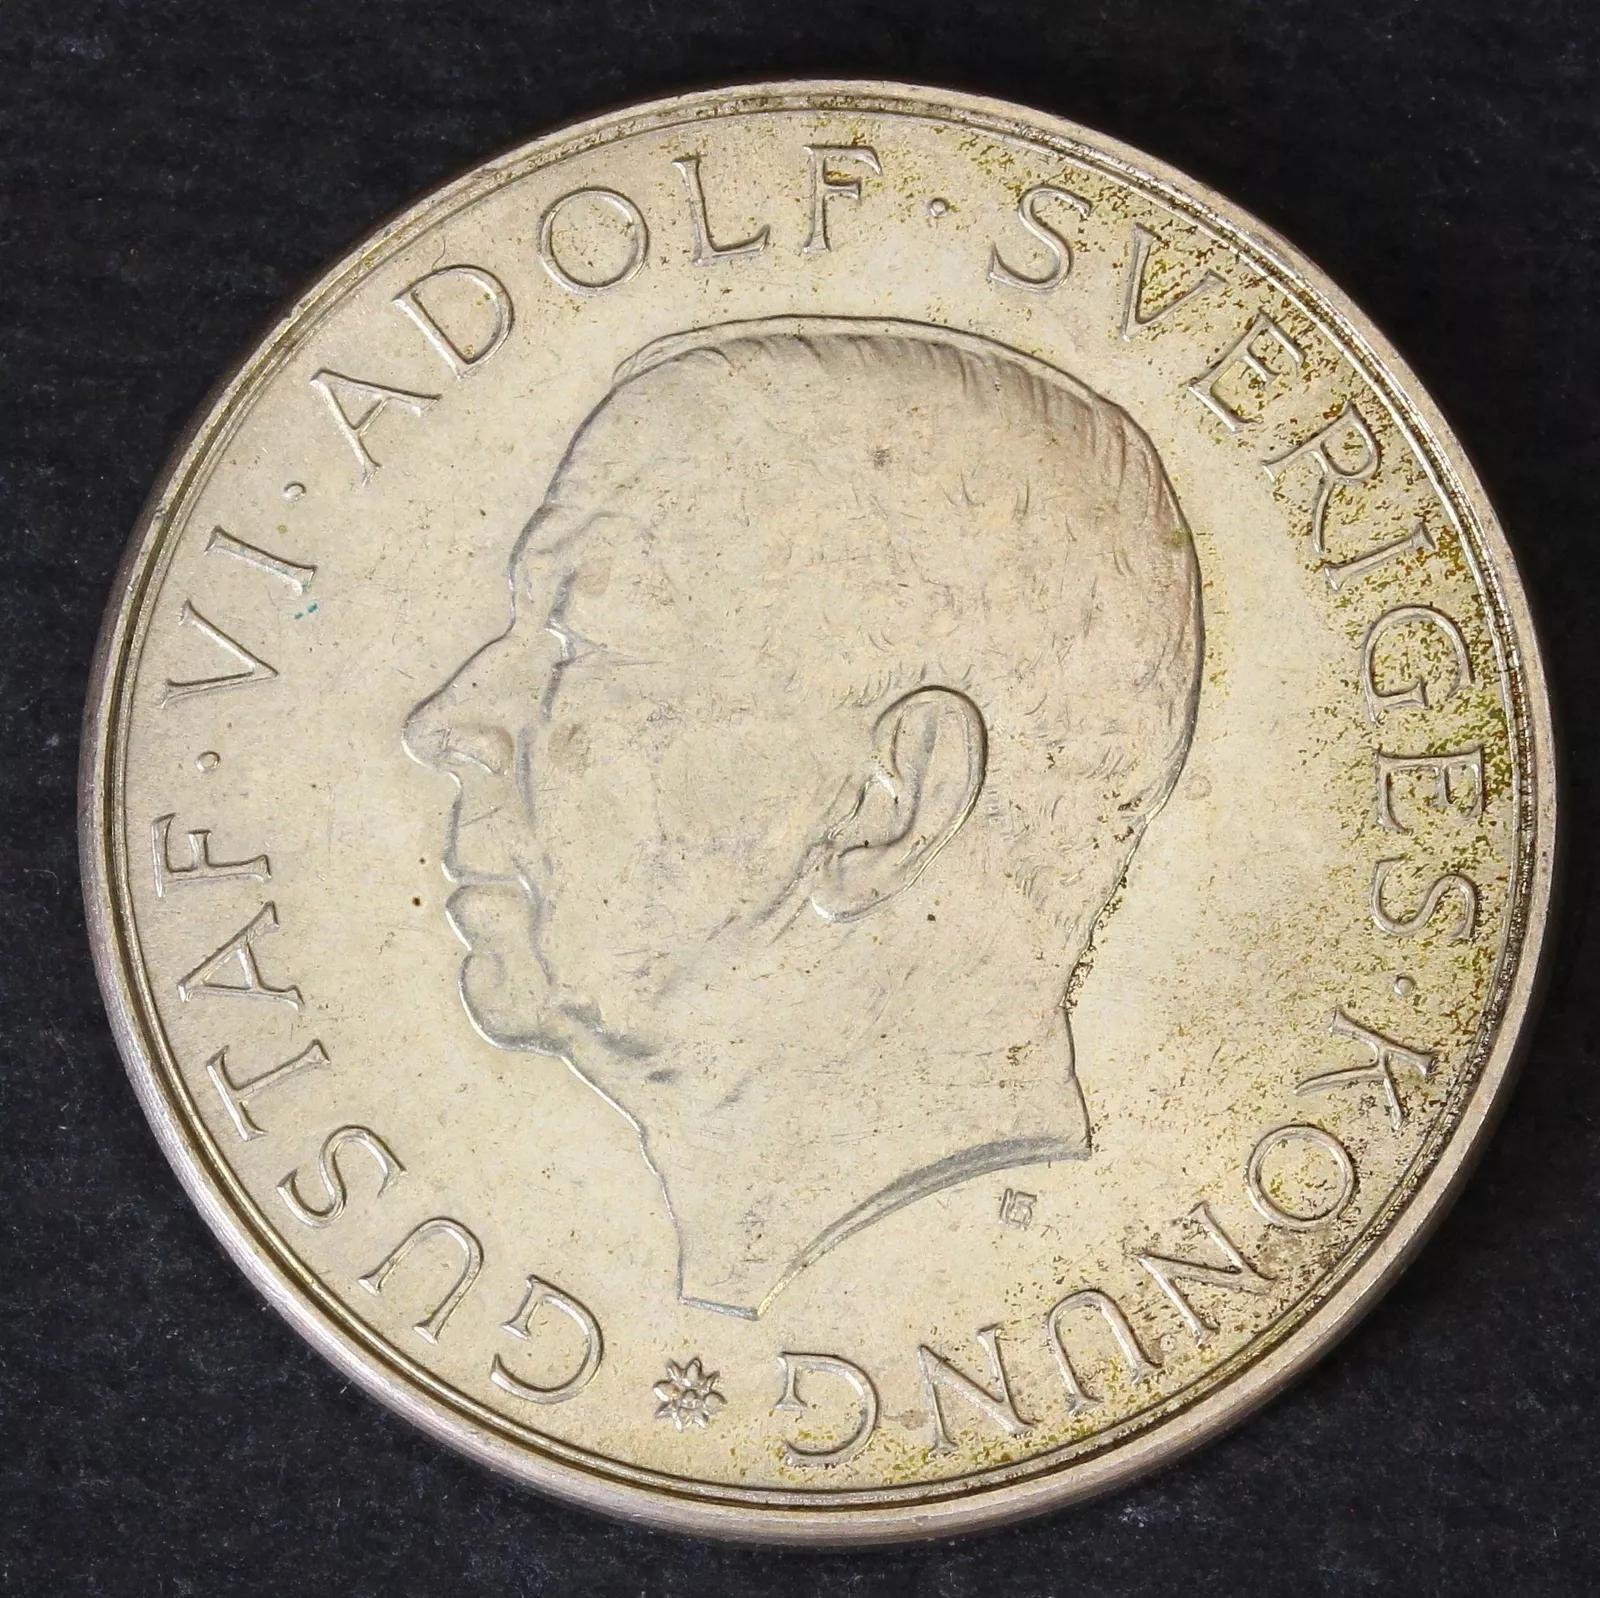 GUSTAF · VI · ADOLF · SVERIGES · KONUNG